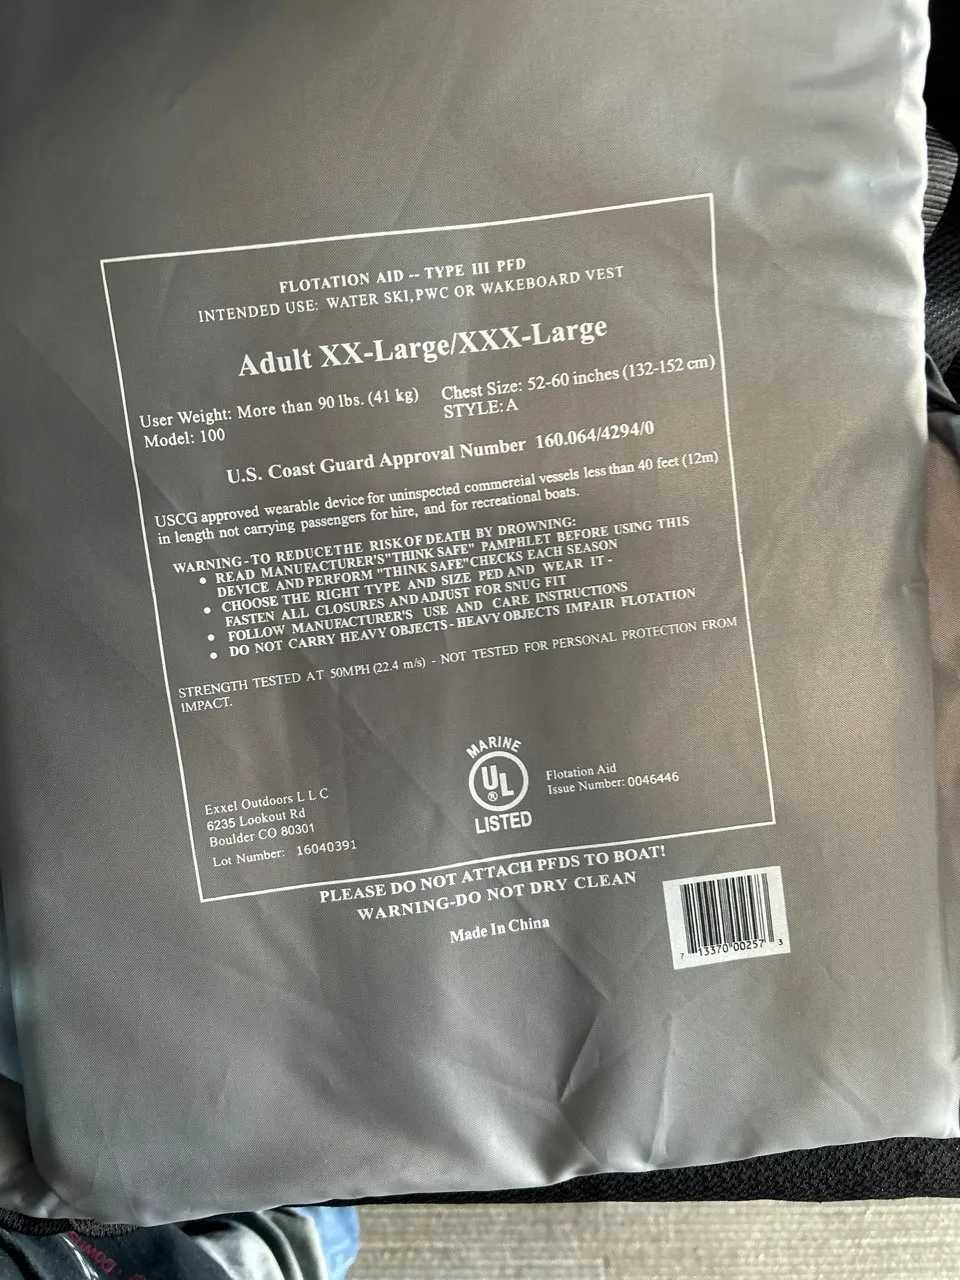 FLOTATION AID -- TYPE III PFD
INTENDED USE: WATER SKI,PWC OR WAKEBOARD VEST
Adult XX-Large/XXX-Large
User Weight: More than 90 lbs. (41 kg) Chest Size: 52-60 inches (132-152 cm)
Model: 100 STYLE: A
U.S. Coast Guard Approval Number 160.064/4294/0
USCG approved wearable device for uninspected commereial vessels less than 40 feet (12m)
in length not carrying passengers for hire, and for recreational boats.
WARNING-TO REDUCETHE RISKOF DEATH BY DROWNING:
• READ MANUFACTURER'S"THINK SAFE" PAMPHLET BEFORE USING THIS
DEVICE AND PERFORM "THINK SAFE"CHECKS EACH SEASON
• CHOOSE THE RIGHT TYPE AND SIZE PED AND WEAR IT -
FASTEN ALL CLOSURES ANDADJUST FOR SNUG FIT
• FOLLOW MANUFACTURER'S USE AND CARE INSTRUCTIONS
• DO NOT CARRY HEAVY OBJECTS - HEAVY OBJECTS IMPAIR FLOTATION
STRENGTH TESTED AT 50MPH (22.4 m/s) - NOT TESTED FOR PERSONAL PROTECTION FROM
IMPACT.
MARINE
UL
®
LISTED
Flotation Aid
Issue Number: 0046446
Exxel Outdoors L L C
6235 Lookout Rd
Boulder CO 80301
Lot Number: 16040391
PLEASE DO NOT ATTACH PFDS TO BOAT!
WARNING-DO NOT DRY CLEAN
Made In China
7 13370 00257 3